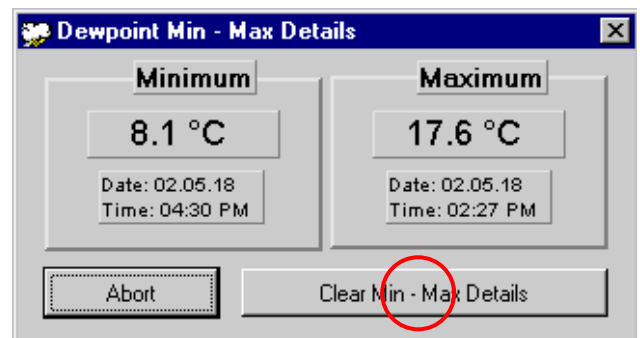 Dewpoint Min - Max Details
Minimum
8.1 °C
Date: 02.05.18
Time: 04:30 PM
Maximum
17.6 °C
Date: 02.05.18
Time: 02:27 PM
Abort
Clear Min - Max Details